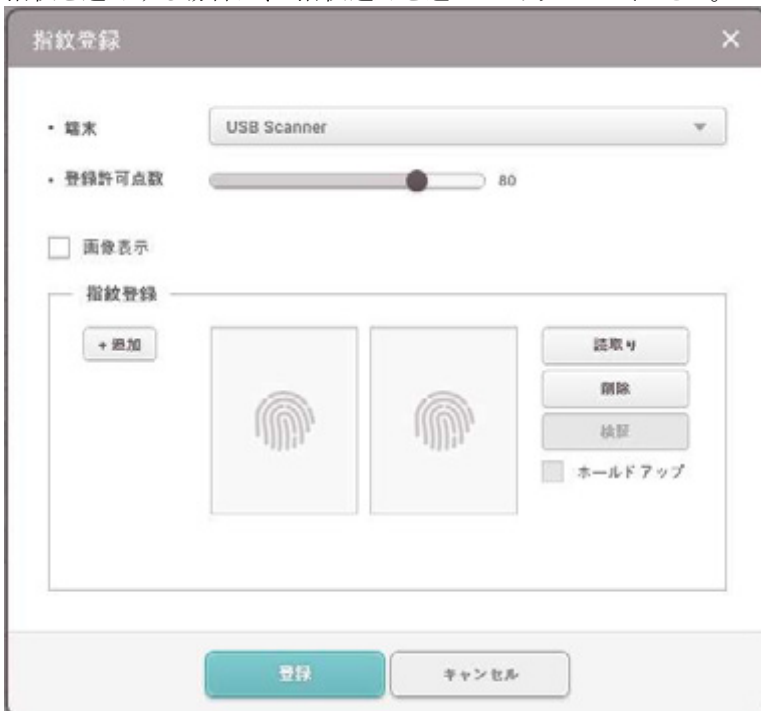 指紋登録
・端末
USB Scanner
・登録許可点数
80
画像表示
指紋登録
+ 追加
読取り
削除
検証
ホールドアップ
登録
キャンセル